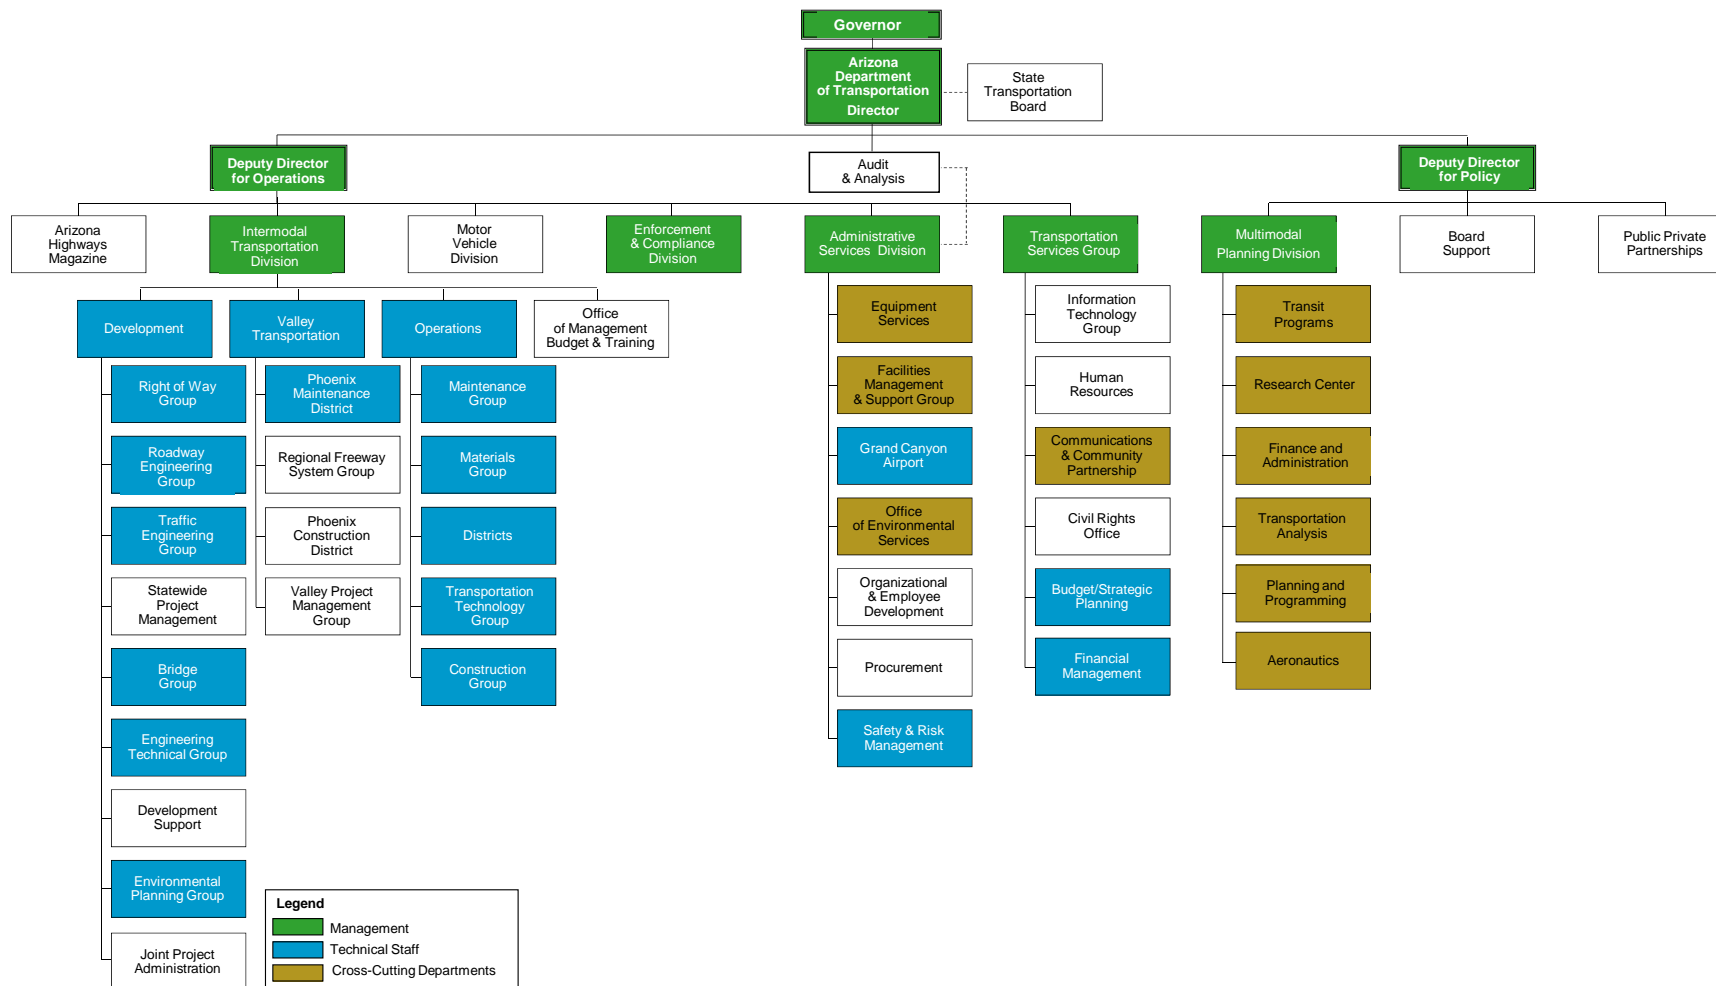 Governor
Arizona
Department
of Transportation
Director
State
Transportation
Board
Deputy Director
for Operations
Audit
& Analysis
Deputy Director
for Policy
Arizona
Highways
Magazine
Intermodal
Transportation
Division
Motor
Vehicle
Division
Enforcement
& Compliance
Division
Administrative
Services Division
Transportation
Services Group
Multimodal
Planning Division
Board
Support
Public Private
Partnerships
Development
Valley
Transportation
Operations
Office
of Management
Budget & Training
Right of Way
Group
Roadway
Engineering
Group
Traffic
Engineering
Group
Statewide
Project
Management
Bridge
Group
Engineering
Technical Group
Development
Support
Environmental
Planning Group
Joint Project
Administration
Phoenix
Maintenance
District
Regional Freeway
System Group
Phoenix
Construction
District
Valley Project
Management
Group
Maintenance
Group
Materials
Group
Districts
Transportation
Technology
Group
Construction
Group
Equipment
Services
Facilities
Management
& Support Group
Grand Canyon
Airport
Office
of Environmental
Services
Organizational
& Employee
Development
Procurement
Safety & Risk
Management
Information
Technology
Group
Human
Resources
Communications
& Community
Partnership
Civil Rights
Office
Budget/Strategic
Planning
Financial
Management
Transit
Programs
Research Center
Finance and
Administration
Transportation
Analysis
Planning and
Programming
Aeronautics
Legend
Management
Technical Staff
Cross-Cutting Departments